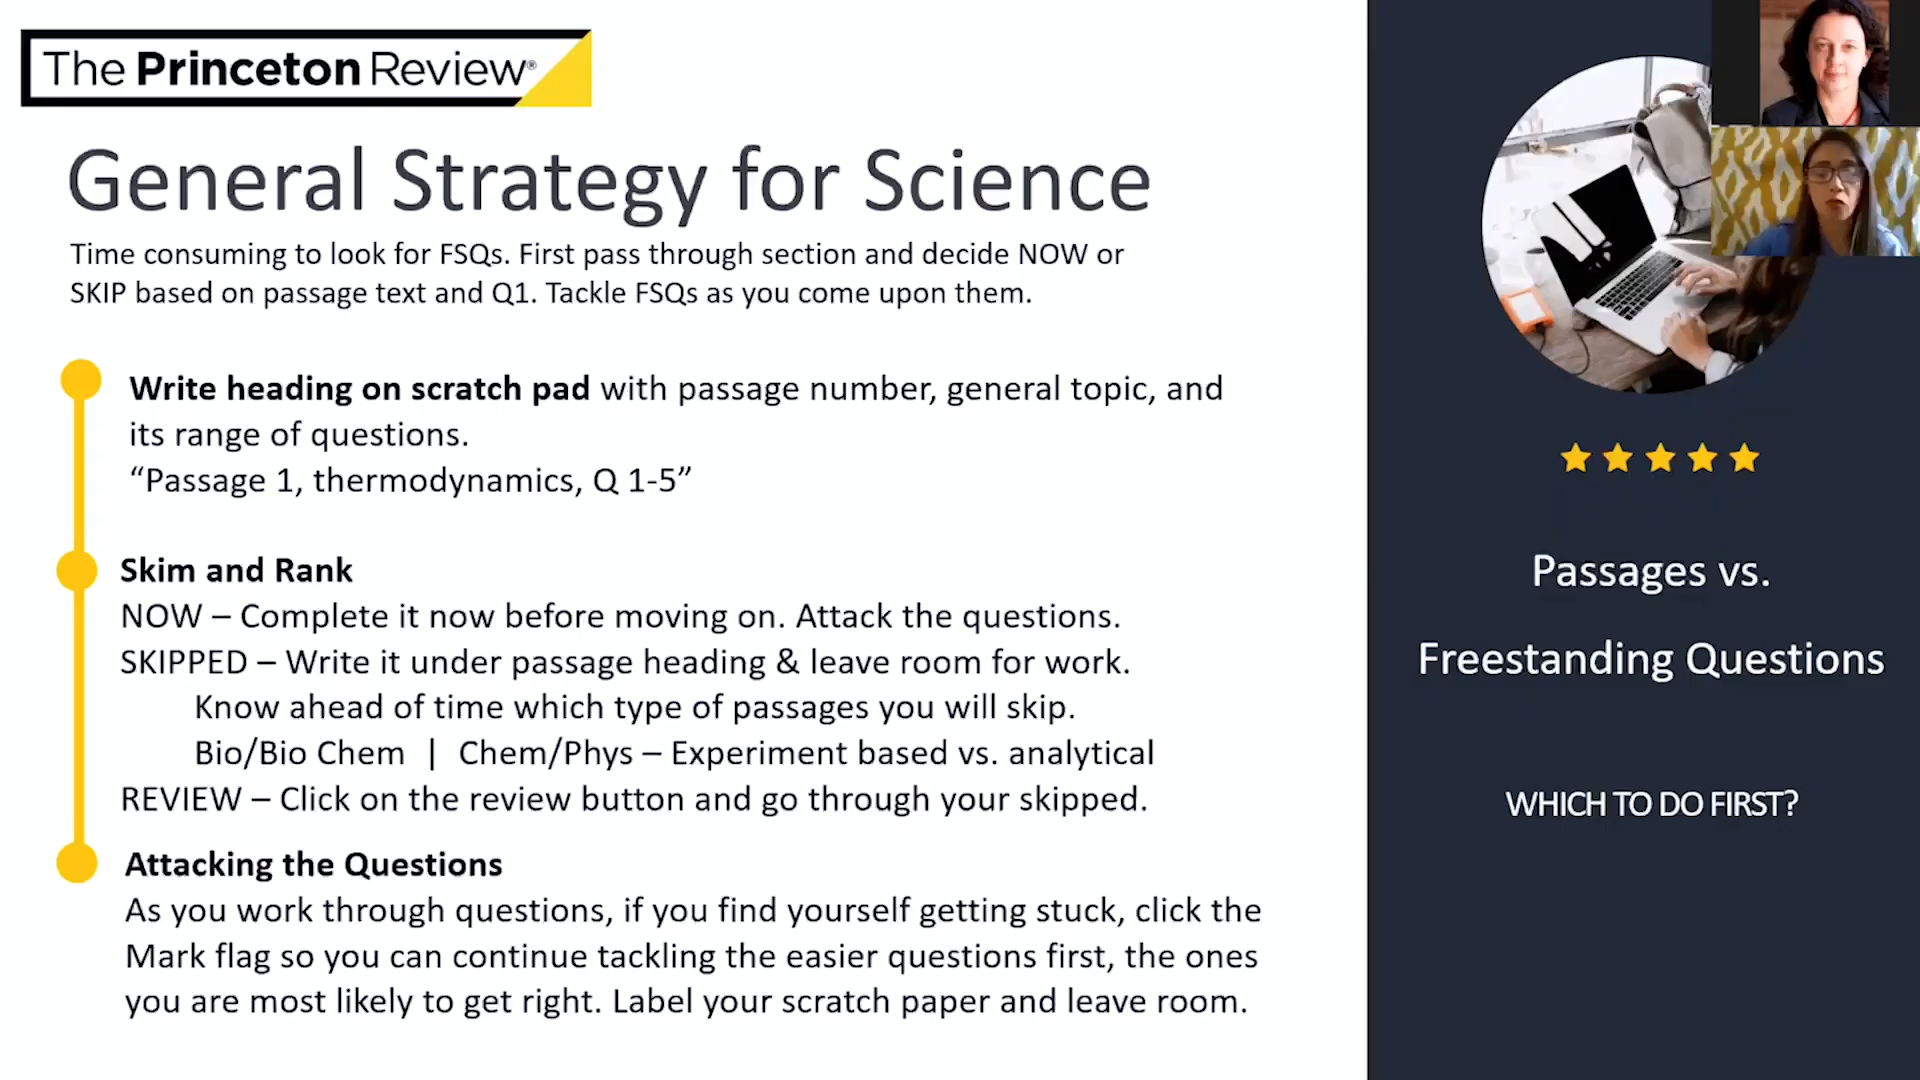 The Princeton Review®
General Strategy for Science
Time consuming to look for FSQs. First pass through section and decide NOW or
SKIP based on passage text and Q1. Tackle FSQs as you come upon them.
Write heading on scratch pad with passage number, general topic, and
its range of questions.
“Passage 1, thermodynamics, Q 1-5”
Skim and Rank
NOW – Complete it now before moving on. Attack the questions.
SKIPPED – Write it under passage heading & leave room for work.
Know ahead of time which type of passages you will skip.
Bio/Bio Chem | Chem/Phys – Experiment based vs. analytical
REVIEW – Click on the review button and go through your skipped.
Attacking the Questions
As you work through questions, if you find yourself getting stuck, click the
Mark flag so you can continue tackling the easier questions first, the ones
you are most likely to get right. Label your scratch paper and leave room.
Passages vs.
Freestanding Questions
WHICH TO DO FIRST?